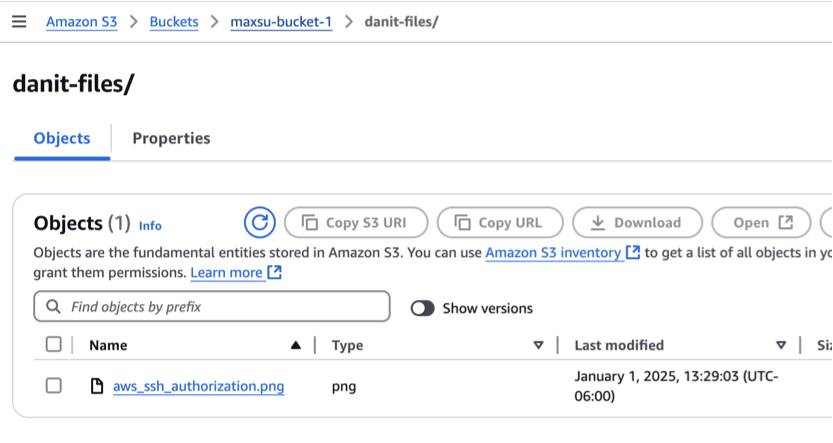 Amazon S3 > Buckets > maxsu-bucket-1 > danit-files/
danit-files/
Objects Properties
Objects (1) Info Copy S3 URI Copy URL Download Open
Objects are the fundamental entities stored in Amazon S3. You can use Amazon S3 inventory to get a list of all objects in
grant them permissions. Learn more
Find objects by prefix Show versions
Name Type Last modified
aws_ssh_authorization.png png January 1, 2025, 13:29:03 (UTC-
06:00)